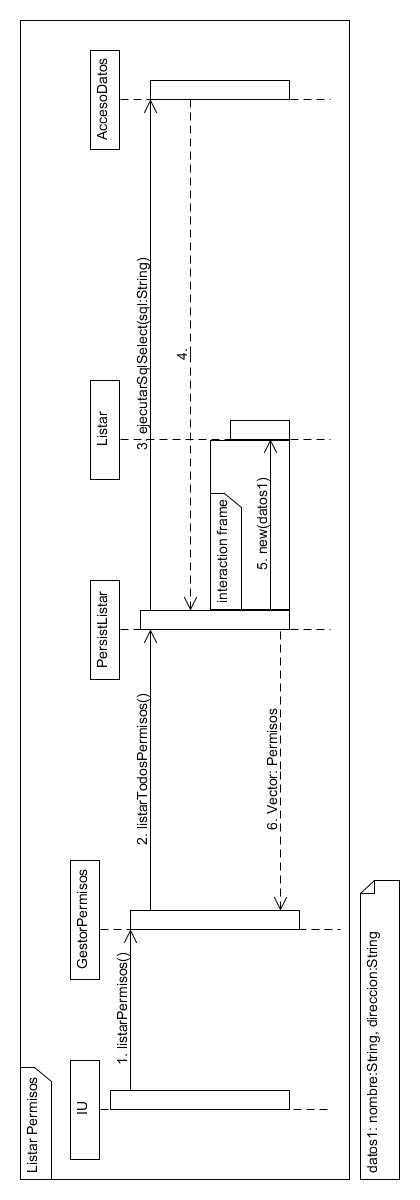 Listar Permisos
IU
GestorPermisos
PersistListar
Listar
AccesoDatos
1. listarPermisos()
2. listarTodosPermisos()
3. ejecutarSqlSelect(sql:String)
4.
interaction frame
5. new(datos1)
6. Vector: Permisos
datos1: nombre:String, direccion:String